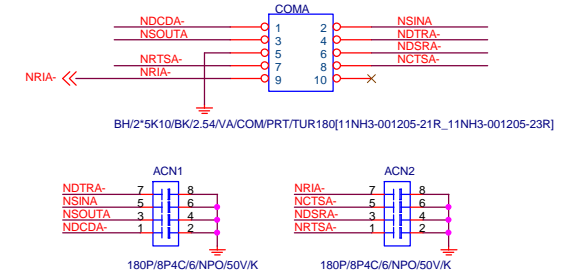 COMA
NDCDA- 1 2 NSINA
NSOUTA 3 4 NDTRA-
5 6 NDSRA-
NRTSA- 7 8 NCTSA-
NRIA- NRIA- 9 10
BH/2*5K10/BK/2.54/VA/COM/PRT/TUR180[11NH3-001205-21R_11NH3-001205-23R]
ACN1 ACN2
NDTRA- 7 8 NRIA- 7 8
NSINA 5 6 NCTSA- 5 6
NSOUTA 3 4 NDSRA- 3 4
NDCDA- 1 2 NRTSA- 1 2
180P/8P4C/6/NPO/50V/K 180P/8P4C/6/NPO/50V/K